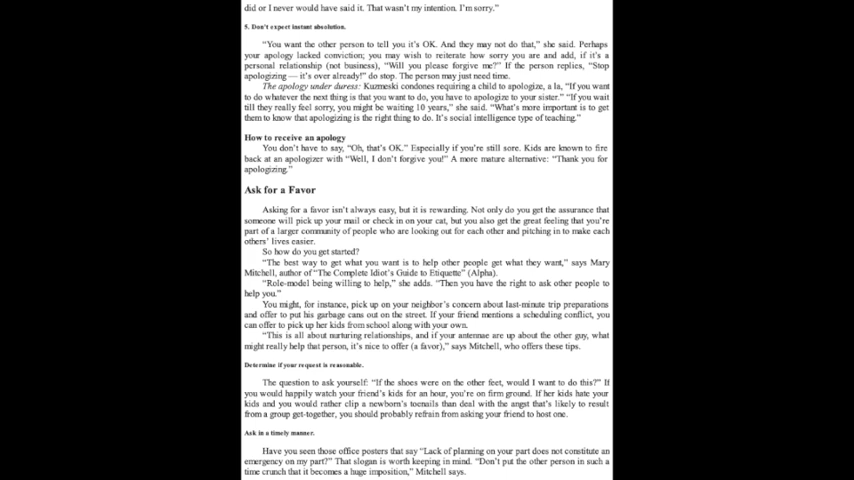 did or I never would have said it. That wasn't my intention. I'm sorry."
5. Don't expect instant absolution.
"You want the other person to tell you it's OK. And they may not do that," she said. Perhaps
your apology lacked conviction; you may wish to reiterate how sorry you are and add, if it's a
personal relationship (not business), "Will you please forgive me?" If the person replies, "Stop
apologizing — it's over already!" do stop. The person may just need time.
The apology under duress: Kuzmeski condones requiring a child to apologize, a la, "If you want
to do whatever the next thing is that you want to do, you have to apologize to your sister." "If you wait
till they really feel sorry, you might be waiting 10 years," she said. "What's more important is to get
them to know that apologizing is the right thing to do. It's social intelligence type of teaching."
How to receive an apology
You don't have to say, "Oh, that's OK." Especially if you're still sore. Kids are known to fire
back at an apologizer with "Well, I don't forgive you!" A more mature alternative: "Thank you for
apologizing."
Ask for a Favor
Asking for a favor isn't always easy, but it is rewarding. Not only do you get the assurance that
someone will pick up your mail or check in on your cat, but you also get the great feeling that you're
part of a larger community of people who are looking out for each other and pitching in to make each
others' lives easier.
So how do you get started?
"The best way to get what you want is to help other people get what they want," says Mary
Mitchell, author of "The Complete Idiot's Guide to Etiquette" (Alpha).
"Role-model being willing to help," she adds. "Then you have the right to ask other people to
help you."
You might, for instance, pick up on your neighbor's concern about last-minute trip preparations
and offer to put his garbage cans out on the street. If your friend mentions a scheduling conflict, you
can offer to pick up her kids from school along with your own.
"This is all about nurturing relationships, and if your antennae are up about the other guy, what
might really help that person, it's nice to offer (a favor)," says Mitchell, who offers these tips.
Determine if your request is reasonable.
The question to ask yourself: "If the shoes were on the other feet, would I want to do this?" If
you would happily watch your friend's kids for an hour, you're on firm ground. If her kids hate your
kids and you would rather clip a newborn's toenails than deal with the angst that's likely to result
from a group get-together, you should probably refrain from asking your friend to host one.
Ask in a timely manner.
Have you seen those office posters that say "Lack of planning on your part does not constitute an
emergency on my part?" That slogan is worth keeping in mind. "Don't put the other person in such a
time crunch that it becomes a huge imposition," Mitchell says.